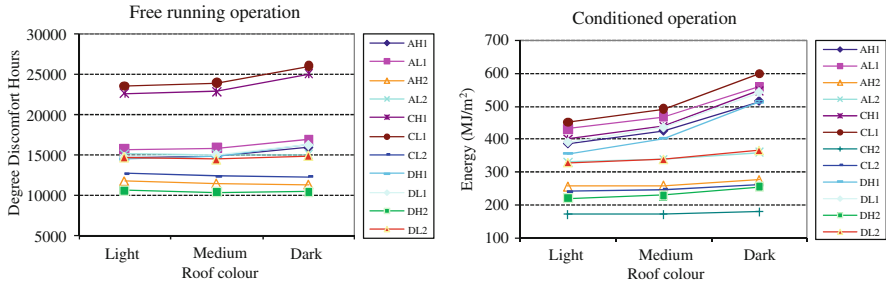 Free running operation
Degree Discomfort Hours
30000
25000
20000
15000
10000
5000
Light
Medium
Dark
Roof colour
AH1
AL1
AH2
AL2
CH1
CL1
CL2
DH1
DL1
DH2
DL2
Conditioned operation
Energy (MJ/m²)
700
600
500
400
300
200
100
Light
Medium
Dark
Roof colour
AH1
AL1
AH2
AL2
CH1
CL1
CH2
CL2
DH1
DL1
DH2
DL2